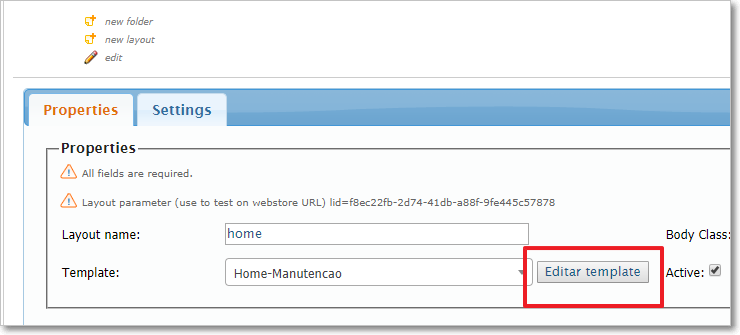 new folder
new layout
edit
Properties Settings
Properties
All fields are required.
Layout parameter (use to test on webstore URL) lid=f8ec22fb-2d74-41db-a88f-9fe445c57878
Layout name: home Body Class:
Template: Home-Manutencao Editar template Active: